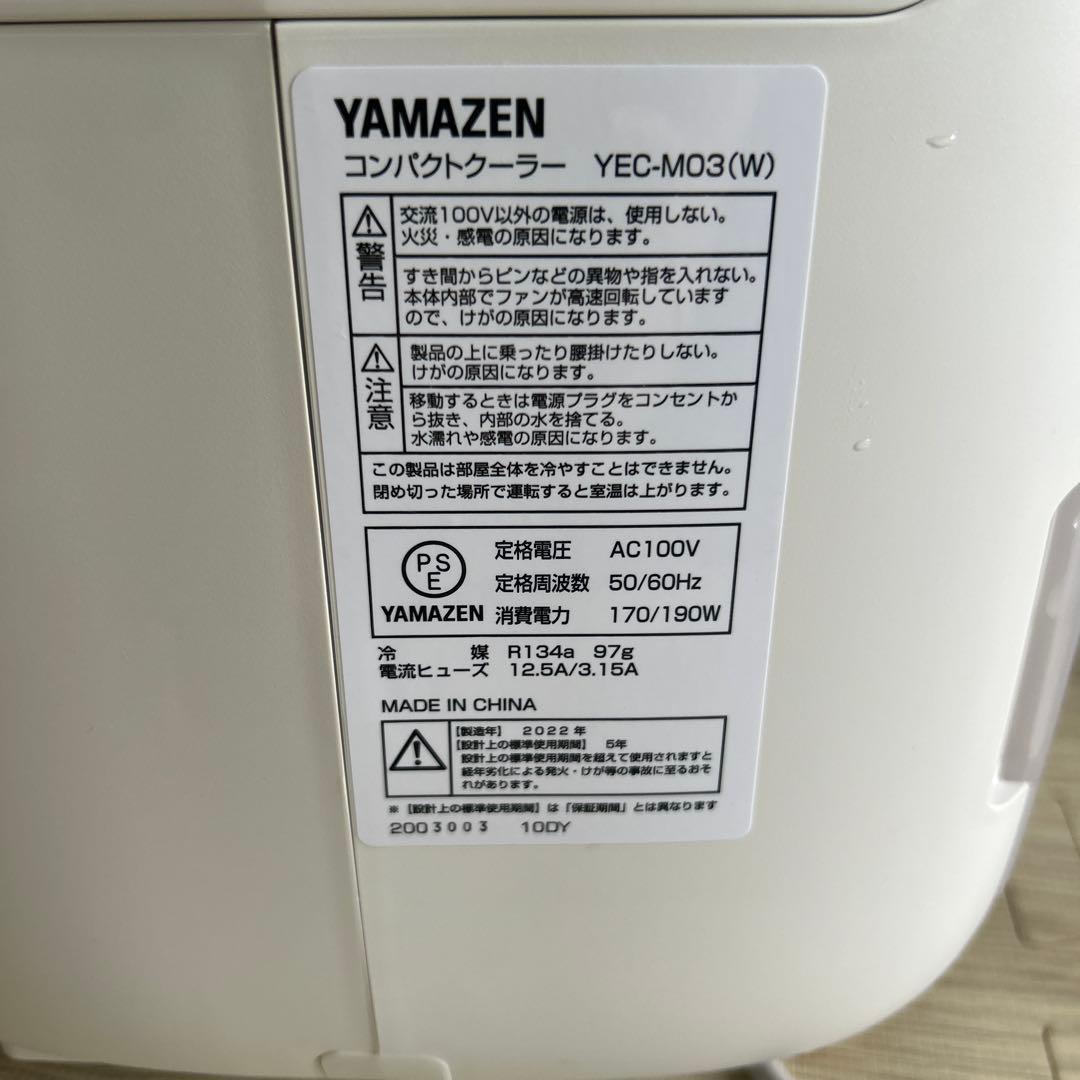 YAMAZEN
コンパクトクーラー YEC-M03(W)
警告
交流100V以外の電源は、使用しない。
火災・感電の原因になります。
すき間からピンなどの異物や指を入れない。
本体内部でファンが高速回転しています
ので、けがの原因になります。
注意
製品の上に乗ったり腰掛けたりしない。
けがの原因になります。
移動するときは電源プラグをコンセントか
ら抜き、内部の水を捨てる。
水濡れや感電の原因になります。
この製品は部屋全体を冷やすことはできません。
閉め切った場所で運転すると室温は上がります。
PSE
YAMAZEN
定格電圧 AC100V
定格周波数 50/60Hz
消費電力 170/190W
冷媒 R134a 97g
電流ヒューズ 12.5A/3.15A
MADE IN CHINA
【製造年】 2022年
【設計上の標準使用期間】 5年
設計上の標準使用期間を超えて使用されますと
経年劣化による発火・けが等の事故に至るおそ
れがあります。
※【設計上の標準使用期間】は「保証期間」とは異なります
2003003 10DY